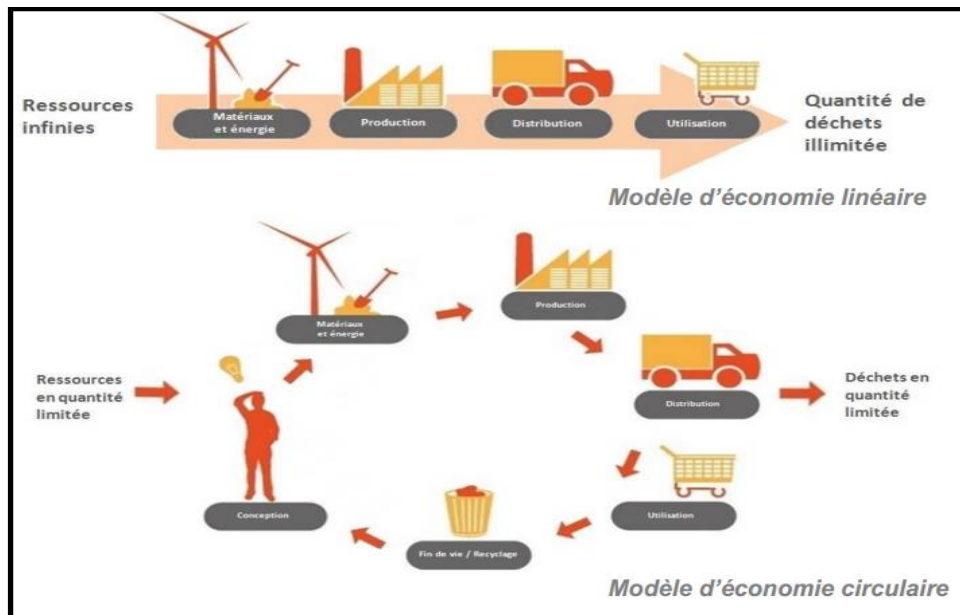 Ressources
infinies
Matériaux
et énergie
Production
Distribution
Utilisation
Quantité de
déchets
illimitée
Modèle d'économie linéaire
Matériaux
et énergie
Production
Ressources
en quantité
limitée
Distribution
Déchets en
quantité
limitée
Conception
Utilisation
Fin de vie / Recyclage
Modèle d'économie circulaire